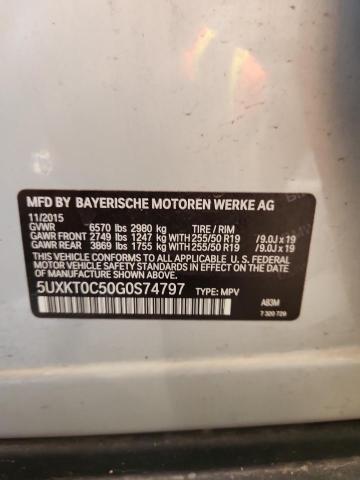 MFD BY BAYERISCHE MOTOREN WERKE AG
11/2015
GVWR 6570 lbs 2980 kg TIRE / RIM
GAWR FRONT 2749 lbs 1247 kg WITH 255/50 R19 /9.0J x 19
GAWR REAR 3869 lbs 1755 kg WITH 255/50 R19 /9.0J x 19
THIS VEHICLE CONFORMS TO ALL
APPLICABLE U. S. FEDERAL
MOTOR VEHICLE SAFETY STANDARDS
IN EFFECT ON THE DATE OF
MANUFACTURE SHOWN ABOVE.
5UXKT0C50G0S74797 TYPE: MPV
A83M
7 320 729